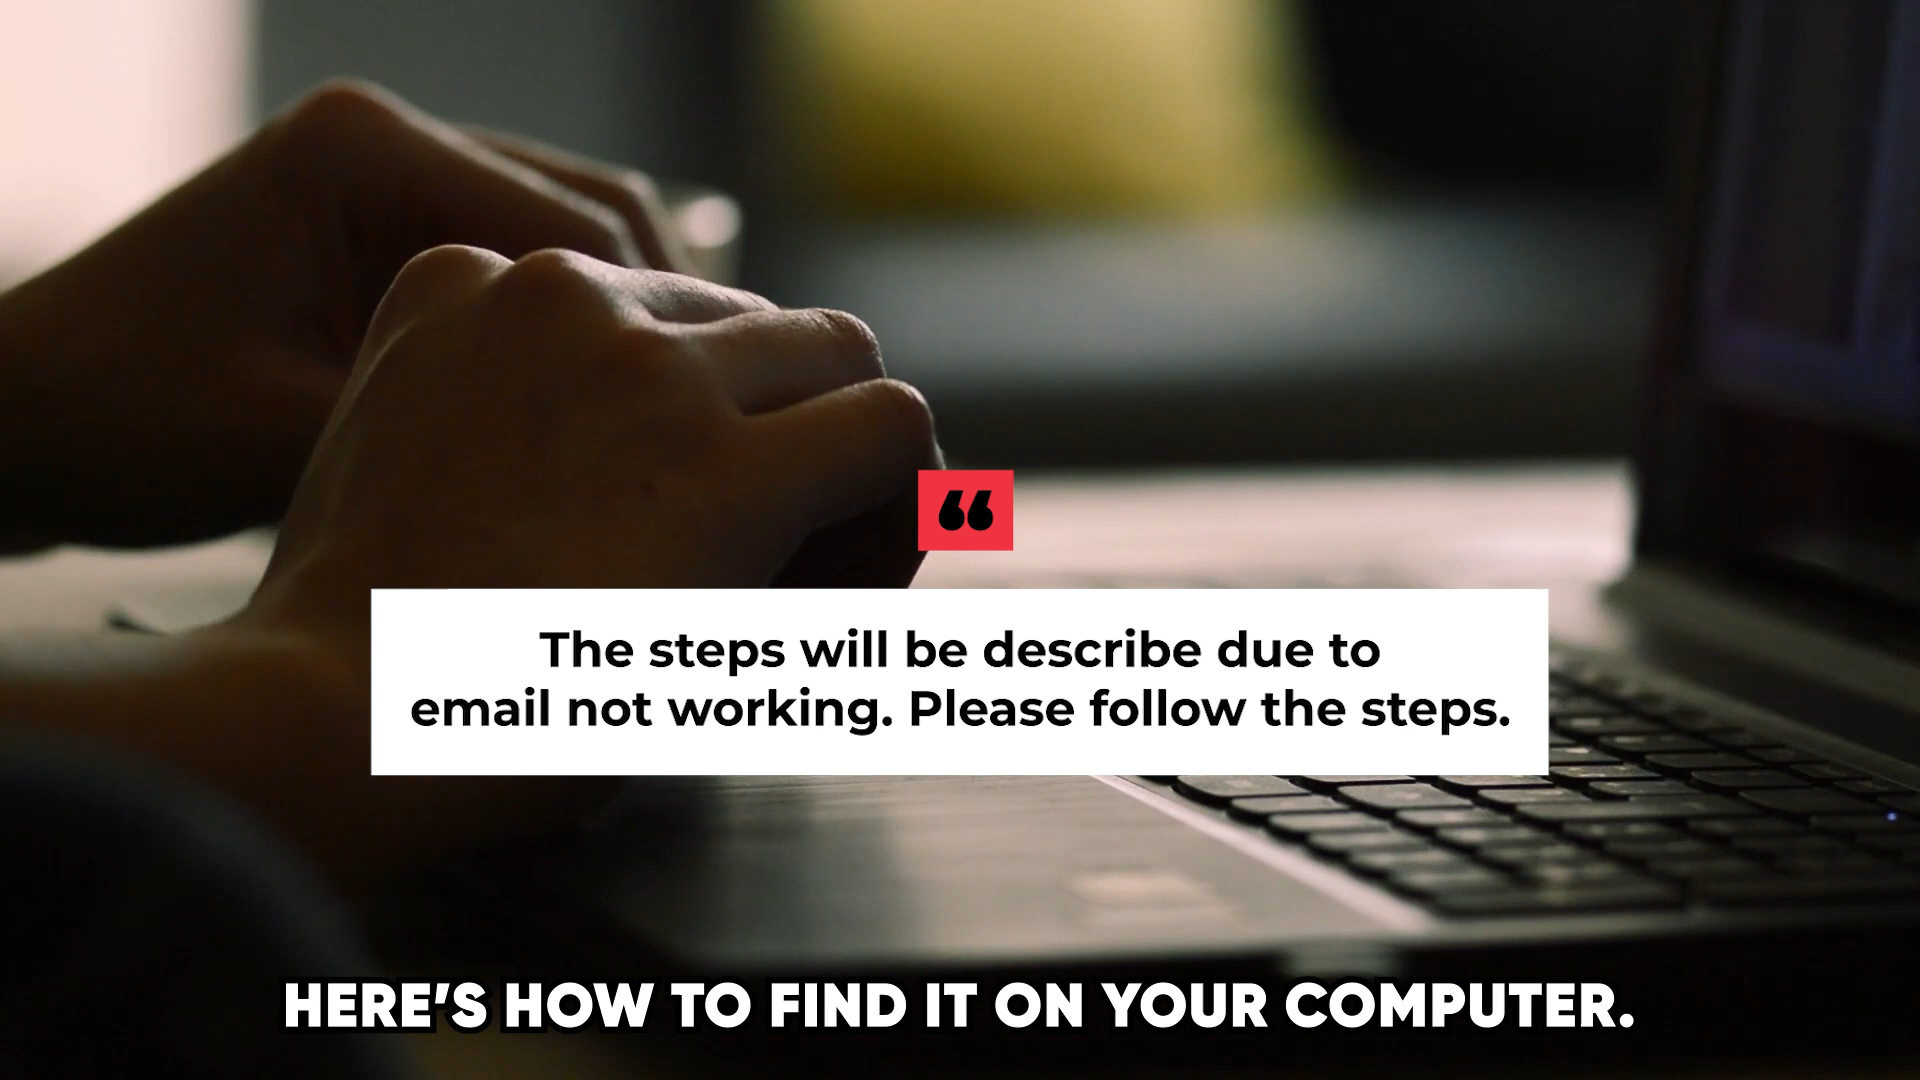 “
The steps will be describe due to
email not working. Please follow the steps.
HERE'S HOW TO FIND IT ON YOUR COMPUTER.